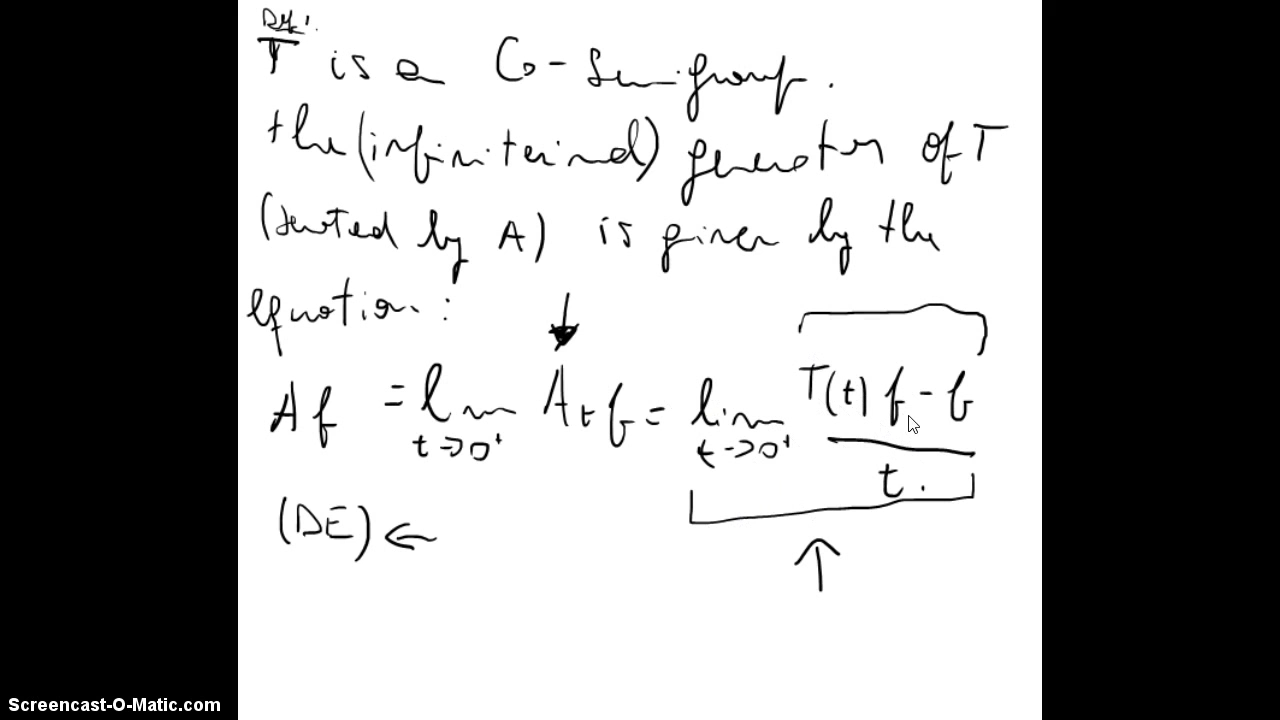 Def:
T is a C₀-Semigroup.
the (infinitesimal) generator of T
(denoted by A) is given by the
equation:
Af = lim t→0⁺ A_t f = lim t→0⁺ (T(t)f - f) / t.
(DE) ←
Screencast-O-Matic.com